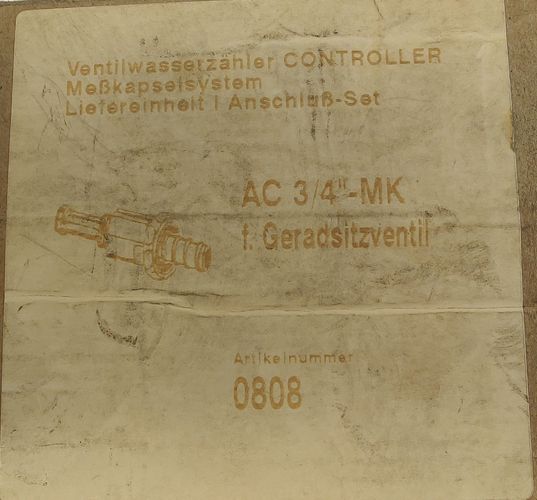 Ventilwasserzähler CONTROLLER
Meßkapselsystem
Liefereinheit I Anschluß-Set
AC 3/4"-MK
f. Geradsitzventil
Artikelnummer
0808